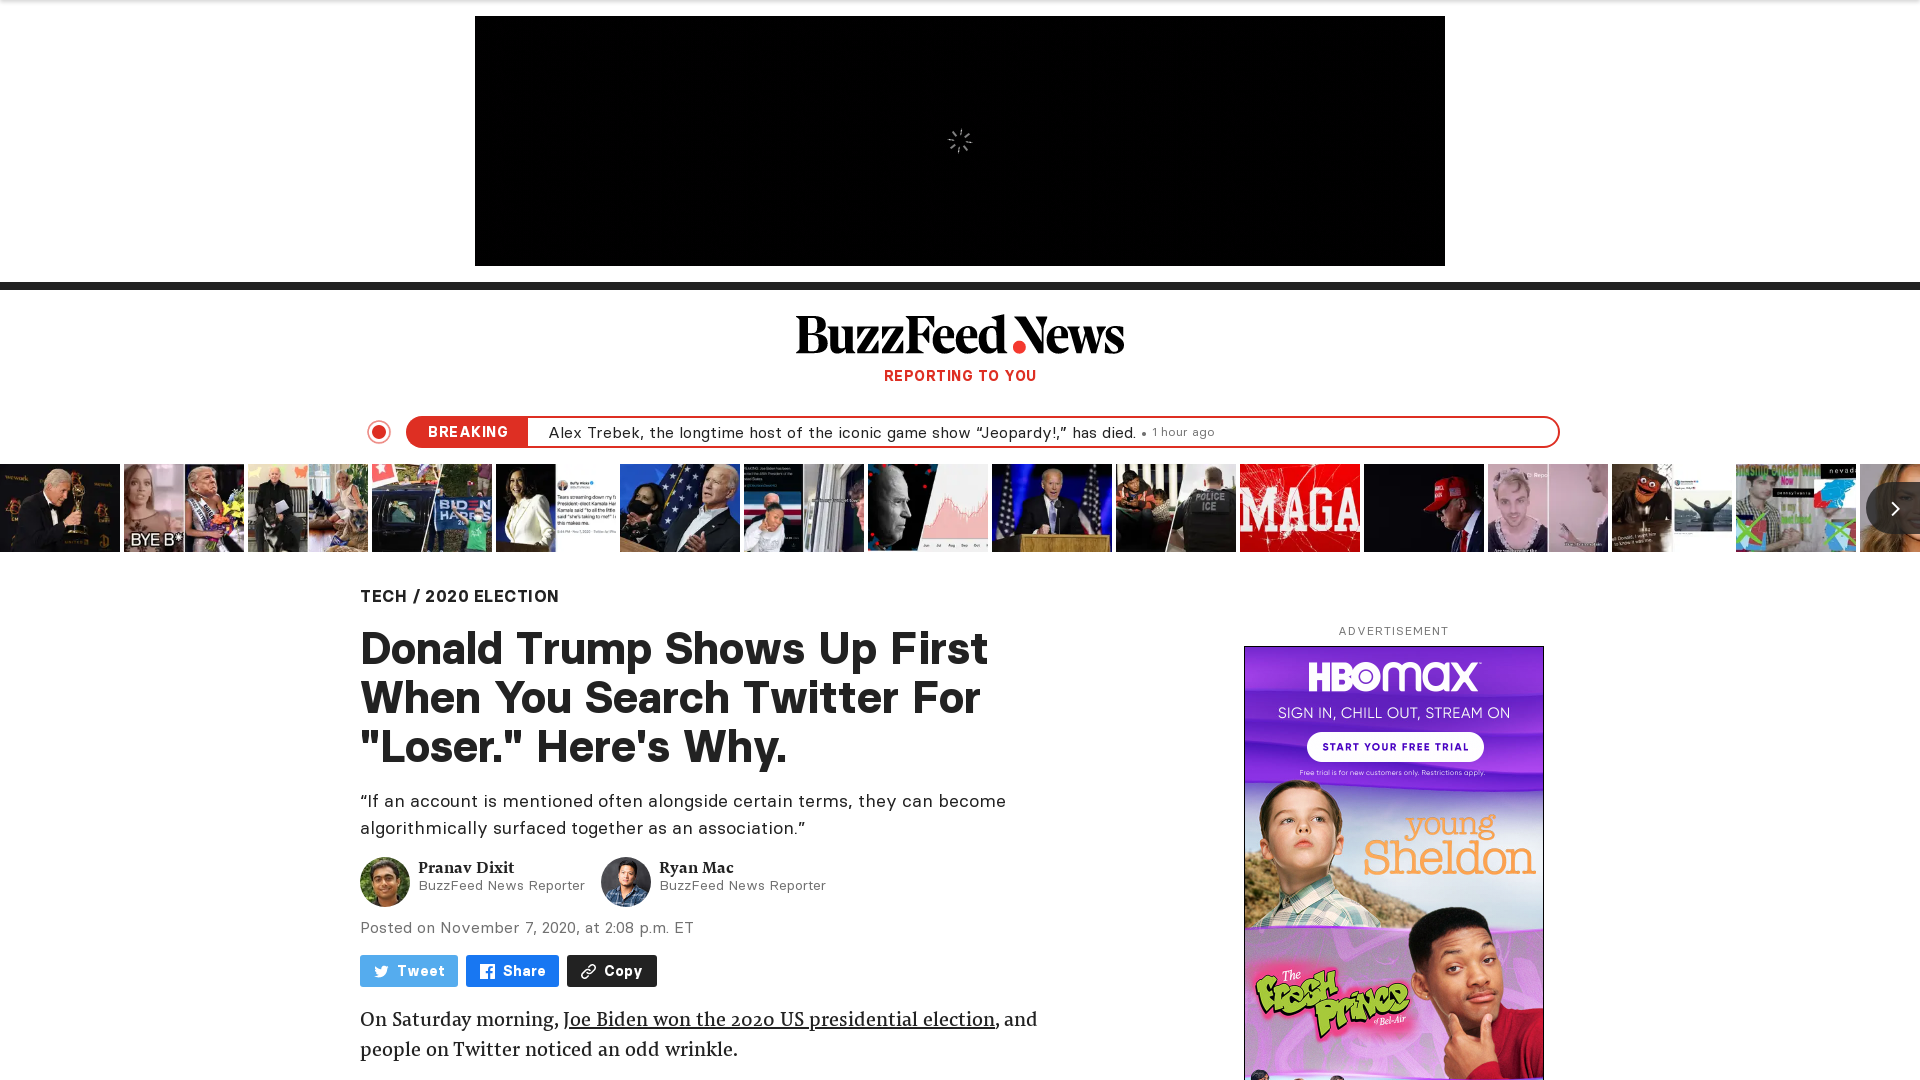 BuzzFeed News
REPORTING TO YOU
BREAKING
Alex Trebek, the longtime host of the iconic game show “Jeopardy!,” has died. • 1 hour ago
BYE B*
BIDEN
HARRIS
POLICE
ICE
MAGA
TECH / 2020 ELECTION
Donald Trump Shows Up First
When You Search Twitter For
"Loser." Here's Why.
“If an account is mentioned often alongside certain terms, they can become
algorithmically surfaced together as an association.”
Pranav Dixit
BuzzFeed News Reporter
Ryan Mac
BuzzFeed News Reporter
Posted on November 7, 2020, at 2:08 p.m. ET
Tweet
Share
Copy
On Saturday morning, Joe Biden won the 2020 US presidential election, and
people on Twitter noticed an odd wrinkle.
ADVERTISEMENT
HBOMAX
SIGN IN, CHILL OUT, STREAM ON
START YOUR FREE TRIAL
Free trial is for new customers only. Restrictions apply.
young
Sheldon
The
Fresh
Prince
of Bel-Air